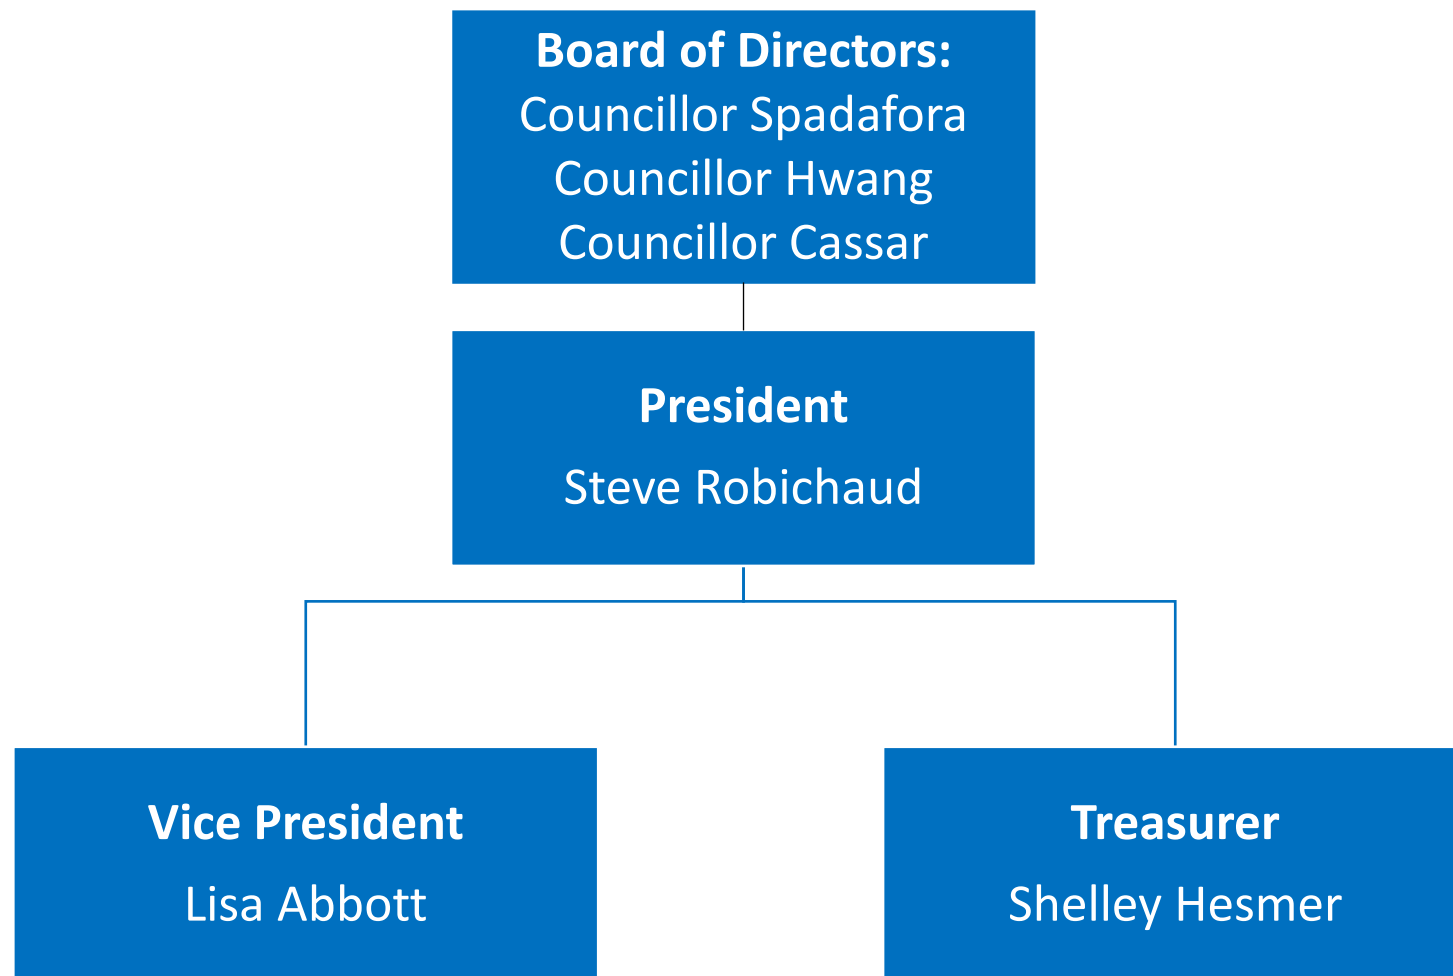 Board of Directors:
Councillor Spadafora
Councillor Hwang
Councillor Cassar
President
Steve Robichaud
Vice President
Lisa Abbott
Treasurer
Shelley Hesmer